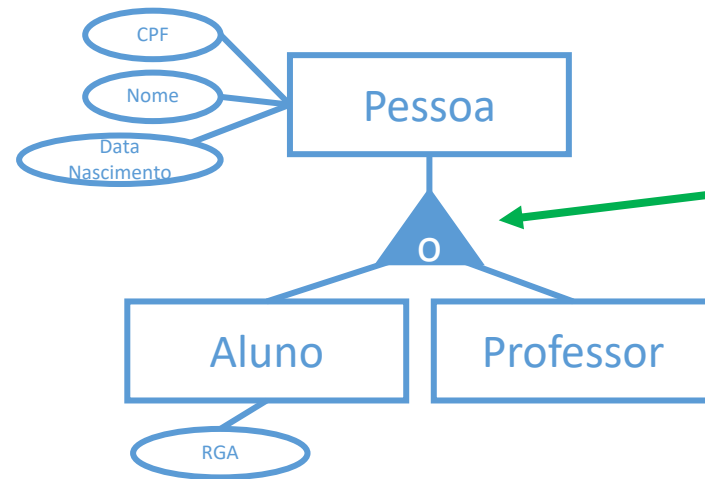 CPF
Nome
Data
Nascimento
Pessoa
o
Aluno
Professor
RGA